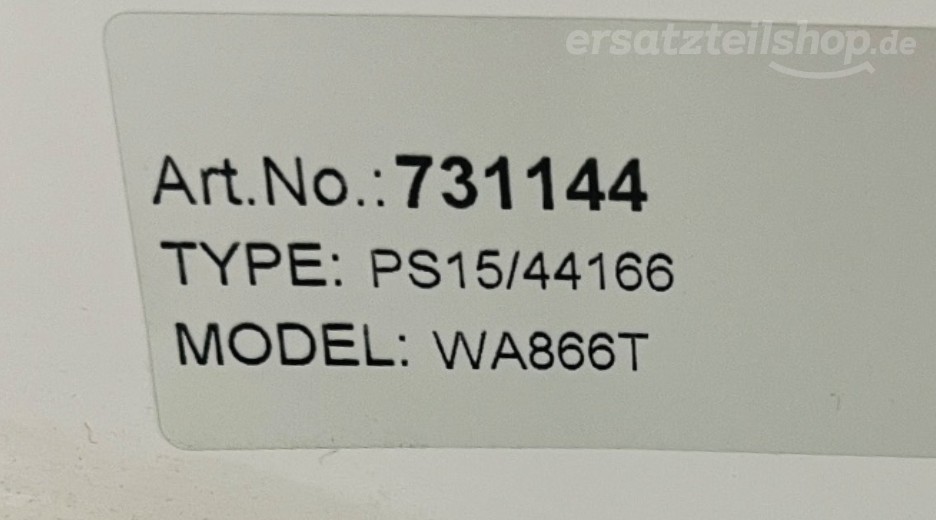 ersatzteilshop.de
Art.No.:731144
TYPE: PS15/44166
MODEL: WA866T